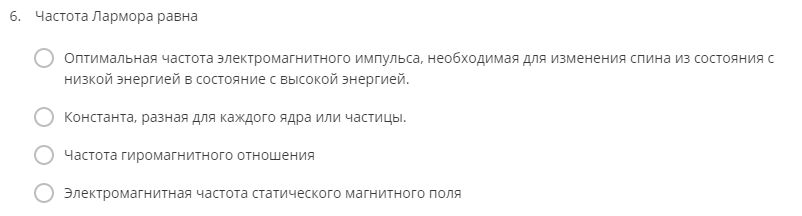 6. Частота Лармора равна
Оптимальная частота электромагнитного импульса, необходимая для изменения спина из состояния с
низкой энергией в состояние с высокой энергией.
Константа, разная для каждого ядра или частицы.
Частота гиромагнитного отношения
Электромагнитная частота статического магнитного поля